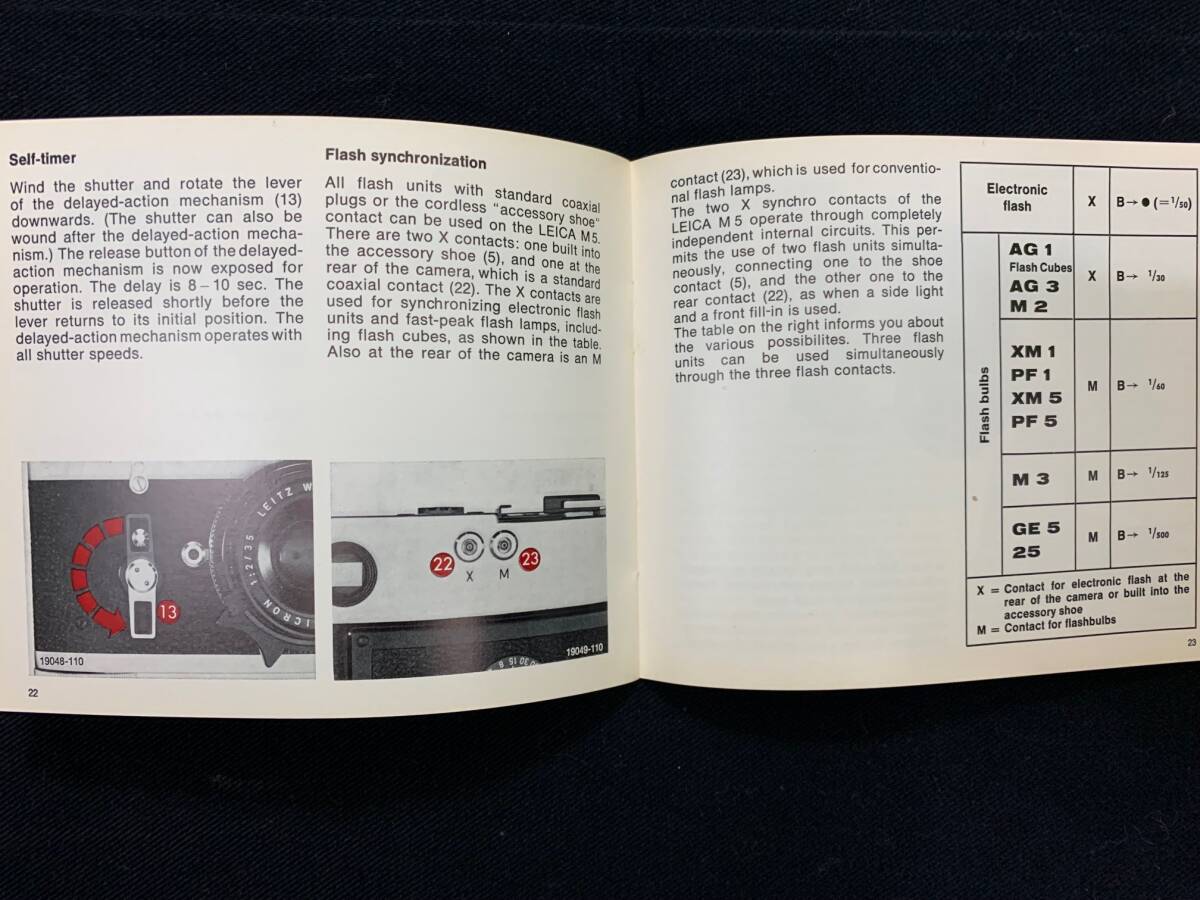 Self-timer
Wind the shutter and rotate the lever
of the delayed-action mechanism (13)
downwards. (The shutter can also be
wound after the delayed-action mecha-
nism.) The release button of the delayed-
action mechanism is now exposed for
operation. The delay is 8 – 10 sec. The
shutter is released shortly before the
lever returns to its initial position. The
delayed-action mechanism operates with
all shutter speeds.
Flash synchronization
All flash units with standard coaxial
plugs or the cordless "accessory shoe"
contact can be used on the LEICA M 5.
There are two X contacts: one built into
the accessory shoe (5), and one at the
rear of the camera, which is a standard
coaxial contact (22). The X contacts are
used for synchronizing electronic flash
units and fast-peak flash lamps, includ-
ing flash cubes, as shown in the table.
Also at the rear of the camera is an M
13
1:2/35 LEITZ W
ICRON
19048-110
22
23
X M
19049-110
22
contact (23), which is used for conventio-
nal flash lamps.
The two X synchro contacts of the
LEICA M 5 operate through completely
independent internal circuits. This per-
mits the use of two flash units simulta-
neously, connecting one to the shoe
contact (5), and the other one to the
rear contact (22), as when a side light
and a front fill-in is used.
The table on the right informs you about
the various possibilites. Three flash
units can be used simultaneously
through the three flash contacts.
Electronic
flash
X
B→ ● (=1/50)
Flash bulbs
AG 1
Flash Cubes
AG 3
M 2
X
B→ 1/30
XM 1
PF 1
XM 5
PF 5
M
B→ 1/60
M 3
M
B→ 1/125
GE 5
25
M
B→ 1/500
X = Contact for electronic flash at the
rear of the camera or built into the
accessory shoe
M = Contact for flashbulbs
23